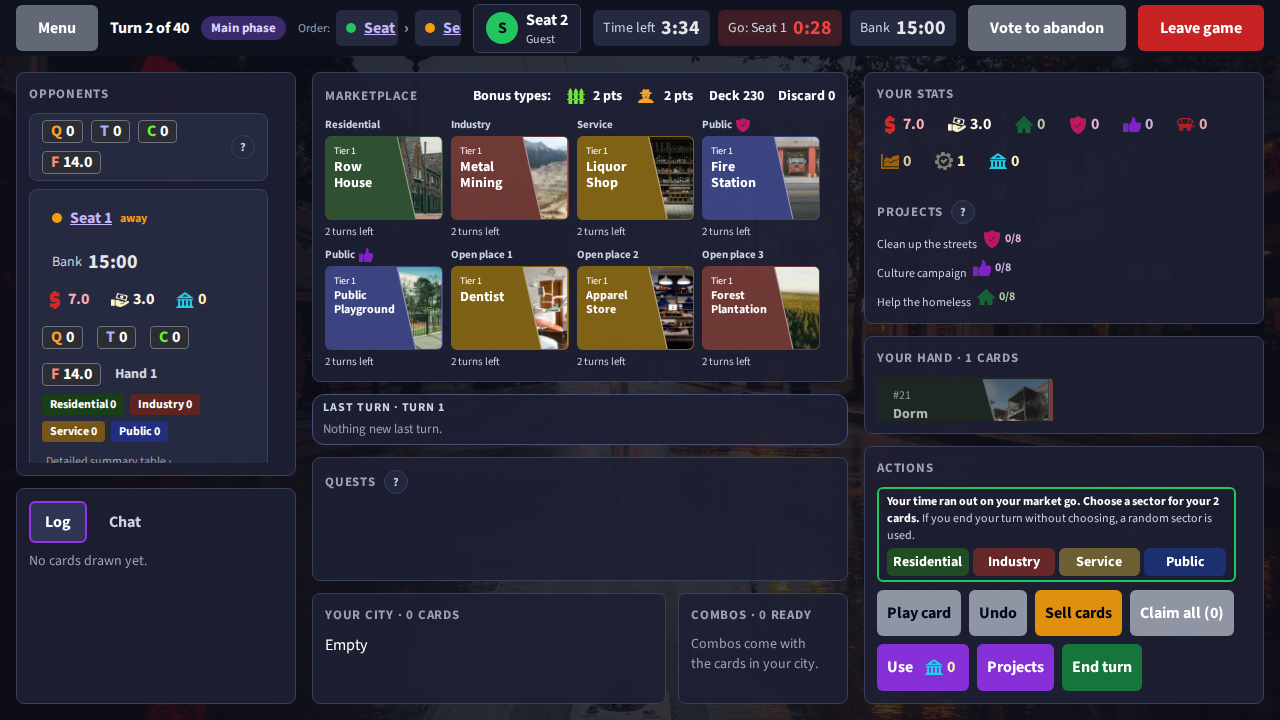 Menu
Turn 2 of 40
Main phase
Order:
Seat
›
Se
S
Seat 2
Guest
Time left 3:34
Go: Seat 1 0:28
Bank 15:00
Vote to abandon
Leave game
OPPONENTS
Q 0
T 0
C 0
F 14.0
?
Seat 1 away
Bank 15:00
7.0
3.0
0
Q 0
T 0
C 0
F 14.0
Hand 1
Residential 0
Industry 0
Service 0
Public 0
Detailed summary table ›
Log
Chat
No cards drawn yet.
MARKETPLACE
Bonus types:
2 pts
2 pts
Deck 230
Discard 0
Residential
Industry
Service
Public
Tier 1
Row House
Tier 1
Metal Mining
Tier 1
Liquor Shop
Tier 1
Fire Station
2 turns left
2 turns left
2 turns left
2 turns left
Public
Open place 1
Open place 2
Open place 3
Tier 1
Public Playground
Tier 1
Dentist
Tier 1
Apparel Store
Tier 1
Forest Plantation
2 turns left
2 turns left
2 turns left
2 turns left
LAST TURN · TURN 1
Nothing new last turn.
QUESTS ?
YOUR CITY · 0 CARDS
Empty
COMBOS · 0 READY
Combos come with
the cards in your city.
YOUR STATS
$ 7.0
3.0
0
0
0
0
0
1
0
PROJECTS ?
Clean up the streets 0/8
Culture campaign 0/8
Help the homeless 0/8
YOUR HAND · 1 CARDS
#21
Dorm
ACTIONS
Your time ran out on your market go. Choose a sector for your 2
cards. If you end your turn without choosing, a random sector is
used.
Residential
Industry
Service
Public
Play card
Undo
Sell cards
Claim all (0)
Use 0
Projects
End turn